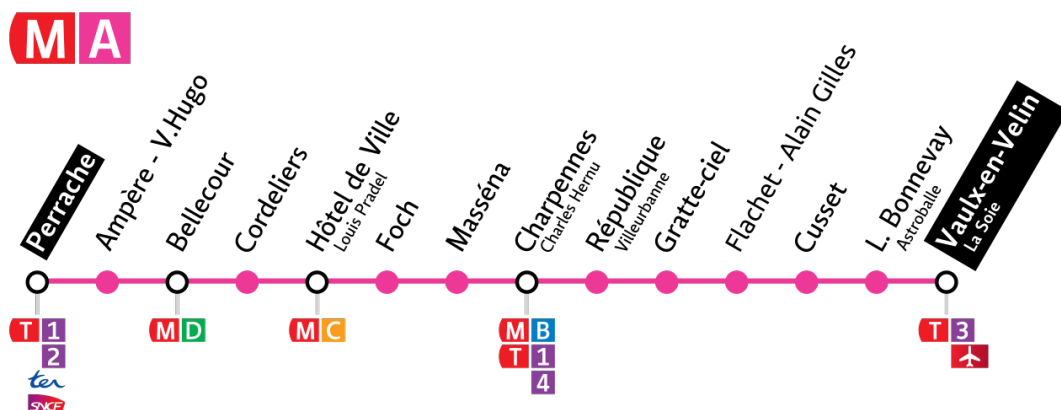 M A
Perrache
Ampère - V.Hugo
Bellecour
Cordeliers
Hôtel de Ville
Louis Pradel
Foch
Masséna
Charpennes
Charles Hernu
République
Villeurbanne
Gratte-ciel
Flachet - Alain Gilles
Cusset
L. Bonnevay
Astroballe
Vaulx-en-Velin
La Soie
T 1
2
ter
SNCF
M D
M C
M B
T 1
4
T 3